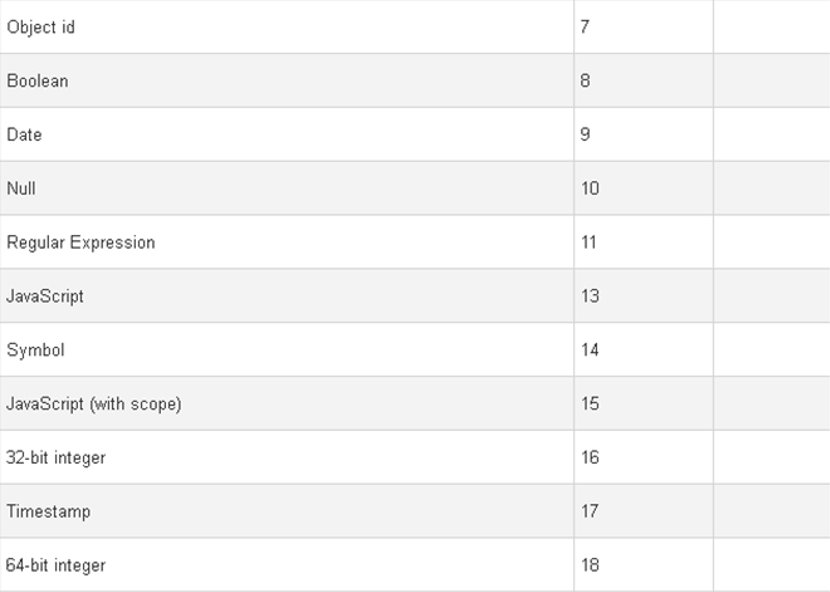 Object id 7
Boolean 8
Date 9
Null 10
Regular Expression 11
JavaScript 13
Symbol 14
JavaScript (with scope) 15
32-bit integer 16
Timestamp 17
64-bit integer 18